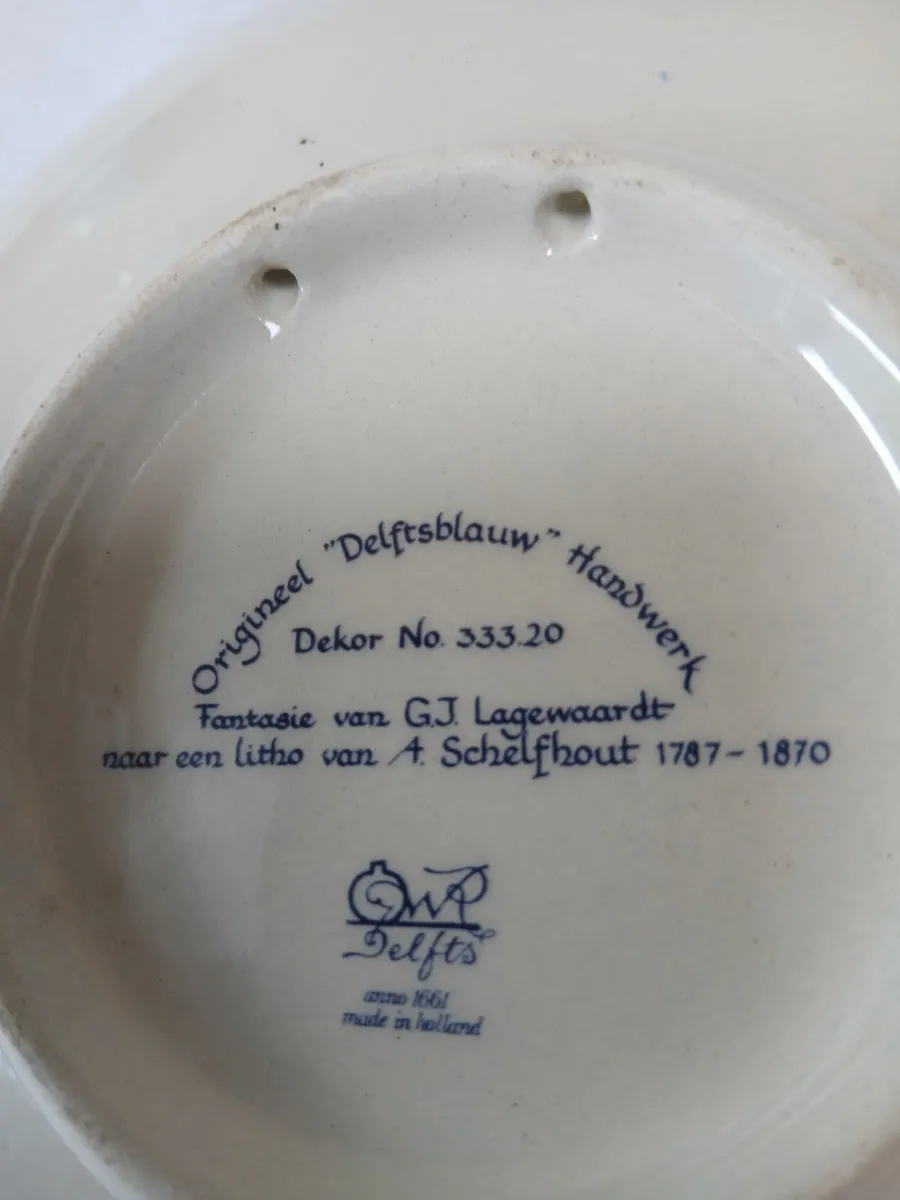 Origineel "Delftsblauw" Handwerk
Dekor No. 333.20
Fantasie van G.J. Lagewaardt
naar een litho van A. Schelfhout 1787 - 1870
Delfts
anno 1661
made in holland